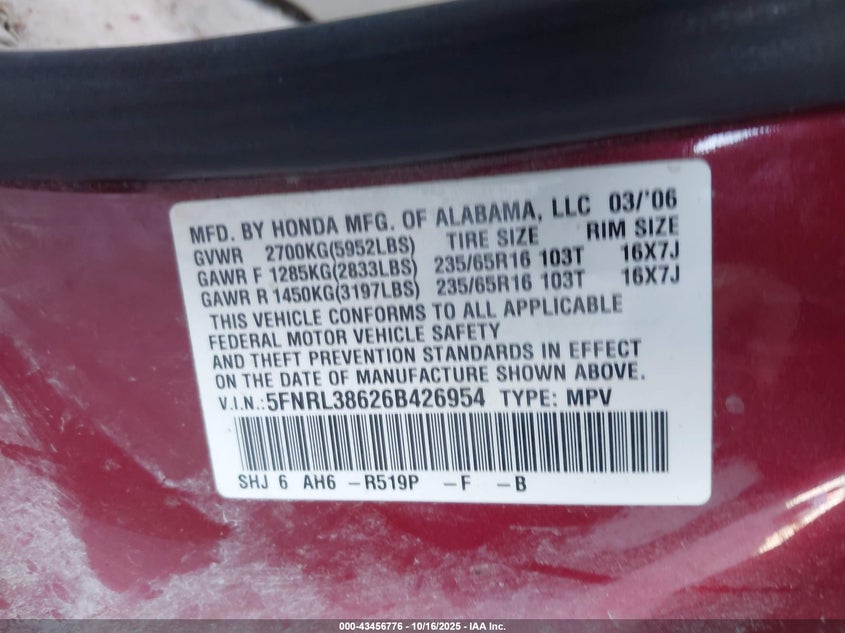 MFD. BY HONDA MFG. OF ALABAMA, LLC 03/'06
GVWR 2700KG(5952LBS) TIRE SIZE RIM SIZE
GAWR F 1285KG(2833LBS) 235/65R16 103T 16X7J
GAWR R 1450KG(3197LBS) 235/65R16 103T 16X7J
THIS VEHICLE CONFORMS TO ALL APPLICABLE
FEDERAL MOTOR VEHICLE SAFETY
AND THEFT PREVENTION STANDARDS IN EFFECT
ON THE DATE OF MANUFACTURE SHOWN ABOVE.
V.I.N.:5FNRL38626B426954 TYPE: MPV
SHJ 6 AH6 -R519P -F -B
000-43456776 - 10/16/2025 - IAA Inc.